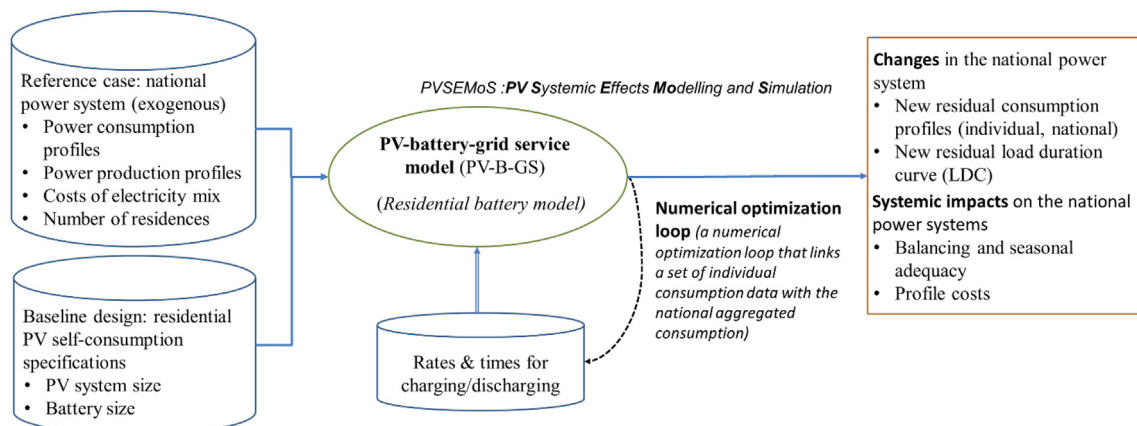 Reference case: national
power system (exogenous)
• Power consumption
profiles
• Power production profiles
• Costs of electricity mix
• Number of residences
Baseline design: residential
PV self-consumption
specifications
• PV system size
• Battery size
PVSEMoS :PV Systemic Effects Modelling and Simulation
PV-battery-grid service
model (PV-B-GS)
(Residential battery model)
Numerical optimization
loop (a numerical
optimization loop that links
a set of individual
consumption data with the
national aggregated
consumption)
Rates & times for
charging/discharging
Changes in the national power
system
• New residual consumption
profiles (individual, national)
• New residual load duration
curve (LDC)
Systemic impacts on the national
power systems
• Balancing and seasonal
adequacy
• Profile costs